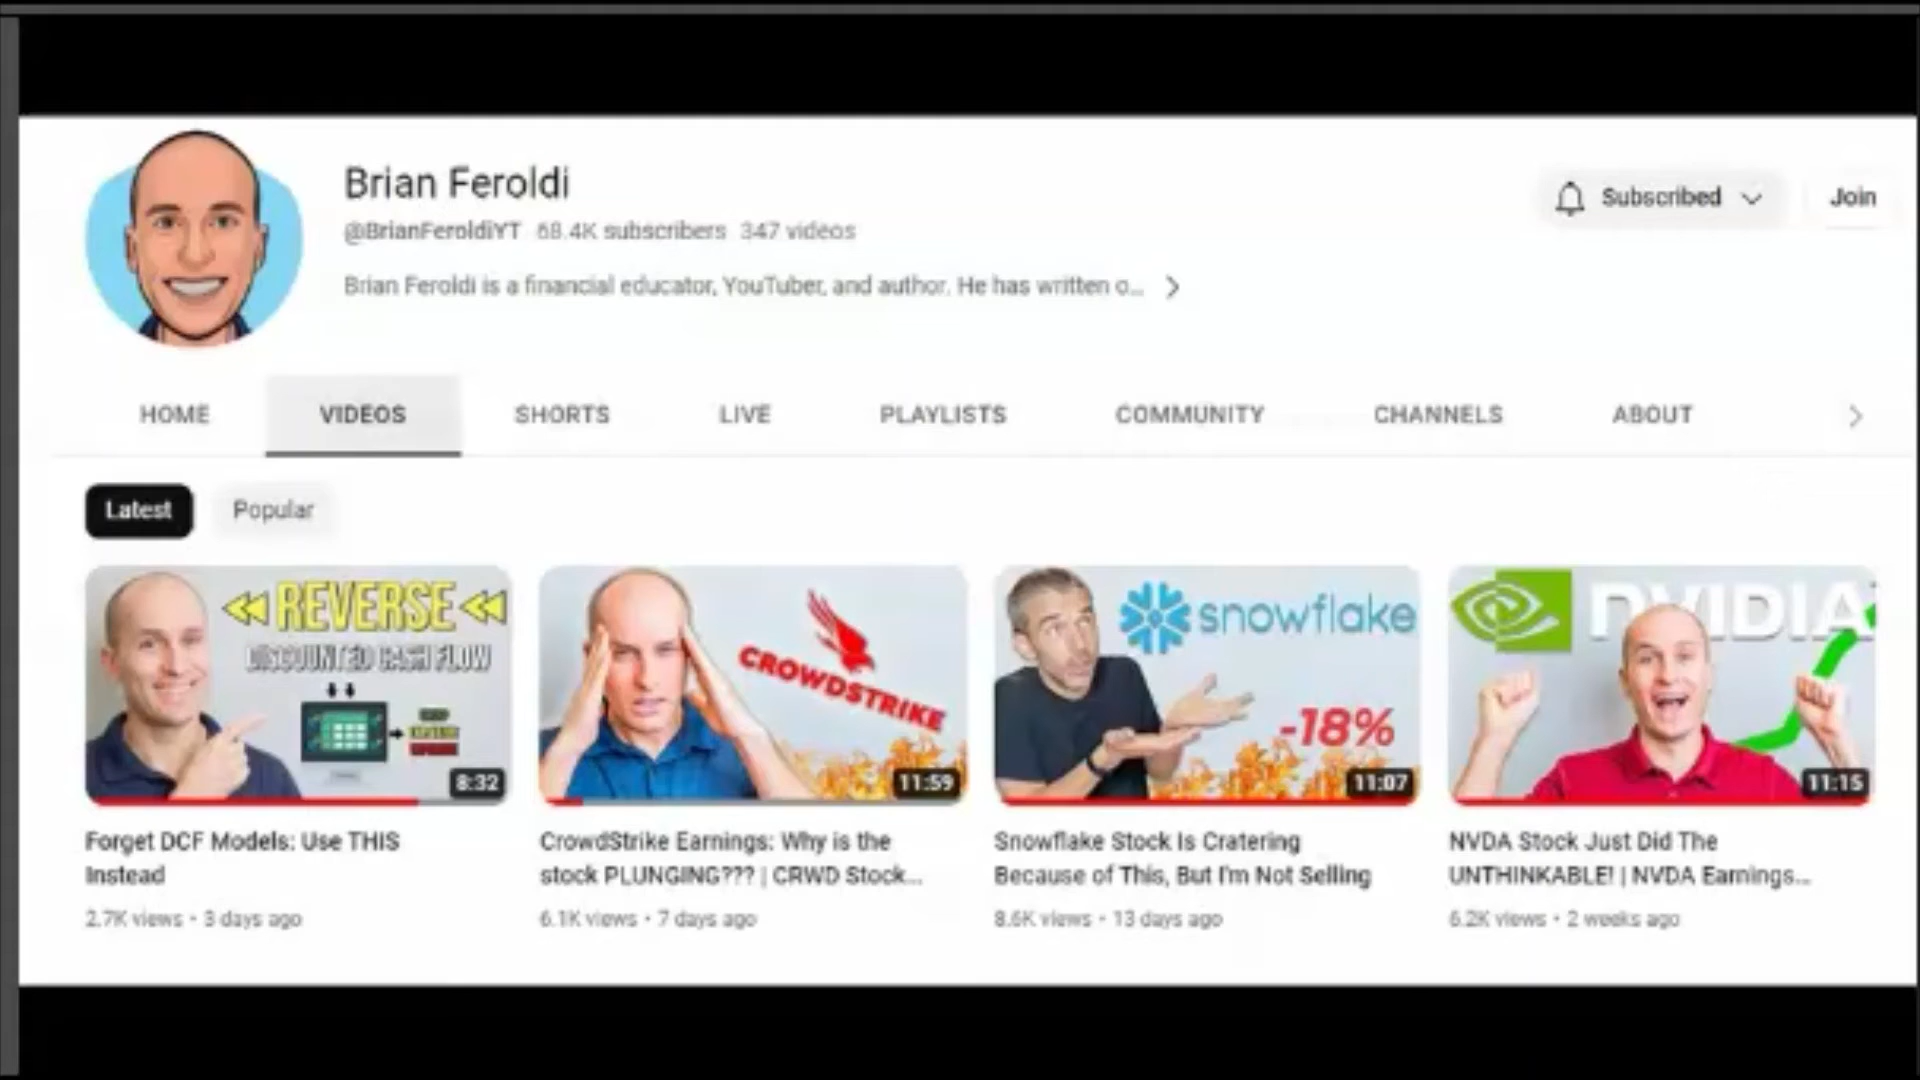 Brian Feroldi
Subscribed
Join
@BrianFeroldiYT 68.4K subscribers 347 videos
Brian Feroldi is a financial educator, YouTuber, and author. He has written o...
HOME VIDEOS SHORTS LIVE PLAYLISTS COMMUNITY CHANNELS ABOUT
Latest Popular
REVERSE
DISCOUNTED CASH FLOW
8:32
Forget DCF Models: Use THIS
Instead
2.7K views • 3 days ago
CROWDSTRIKE
11:59
CrowdStrike Earnings: Why is the
stock PLUNGING??? | CRWD Stock...
6.1K views • 7 days ago
snowflake
-18%
11:07
Snowflake Stock Is Cratering
Because of This, But I'm Not Selling
8.6K views • 13 days ago
NVIDIA
11:15
NVDA Stock Just Did The
UNTHINKABLE! | NVDA Earnings...
6.2K views • 2 weeks ago